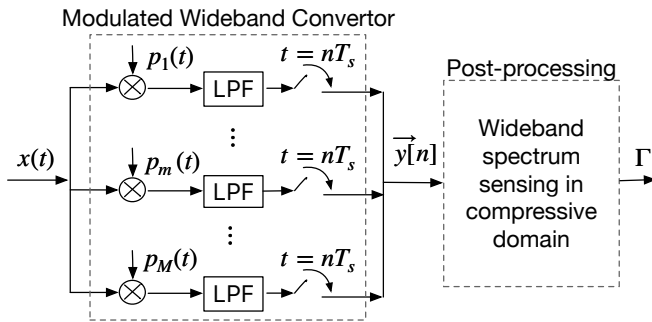 Modulated Wideband Convertor
p₁(t)
t = nTₛ
LPF
⋮
Post-processing
x(t)
pₘ(t)
t = nTₛ
LPF
y⃗[n]
Wideband
spectrum
sensing in
compressive
domain
Γ
⋮
p_M(t)
t = nTₛ
LPF